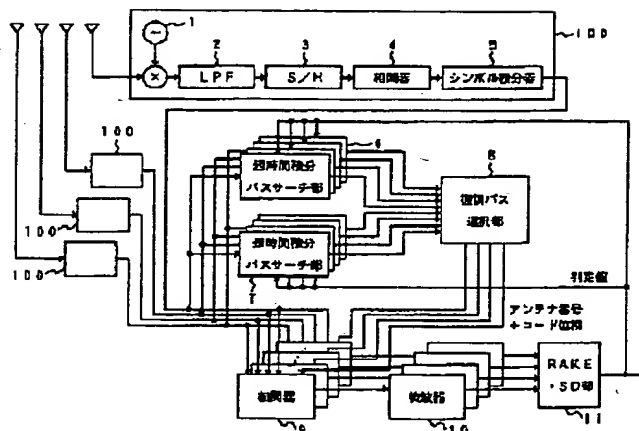 1
100
2
3
4
5
LPF
S/H
相関器
シンボル積分器
100
6
短時間積分
パスサーチ部
8
復調パス
選択部
100
長時間積分
パスサーチ部
7
100
判定値
アンテナ番号
+コード位相
相関器
9
検波器
10
RAKE
・SD部
11